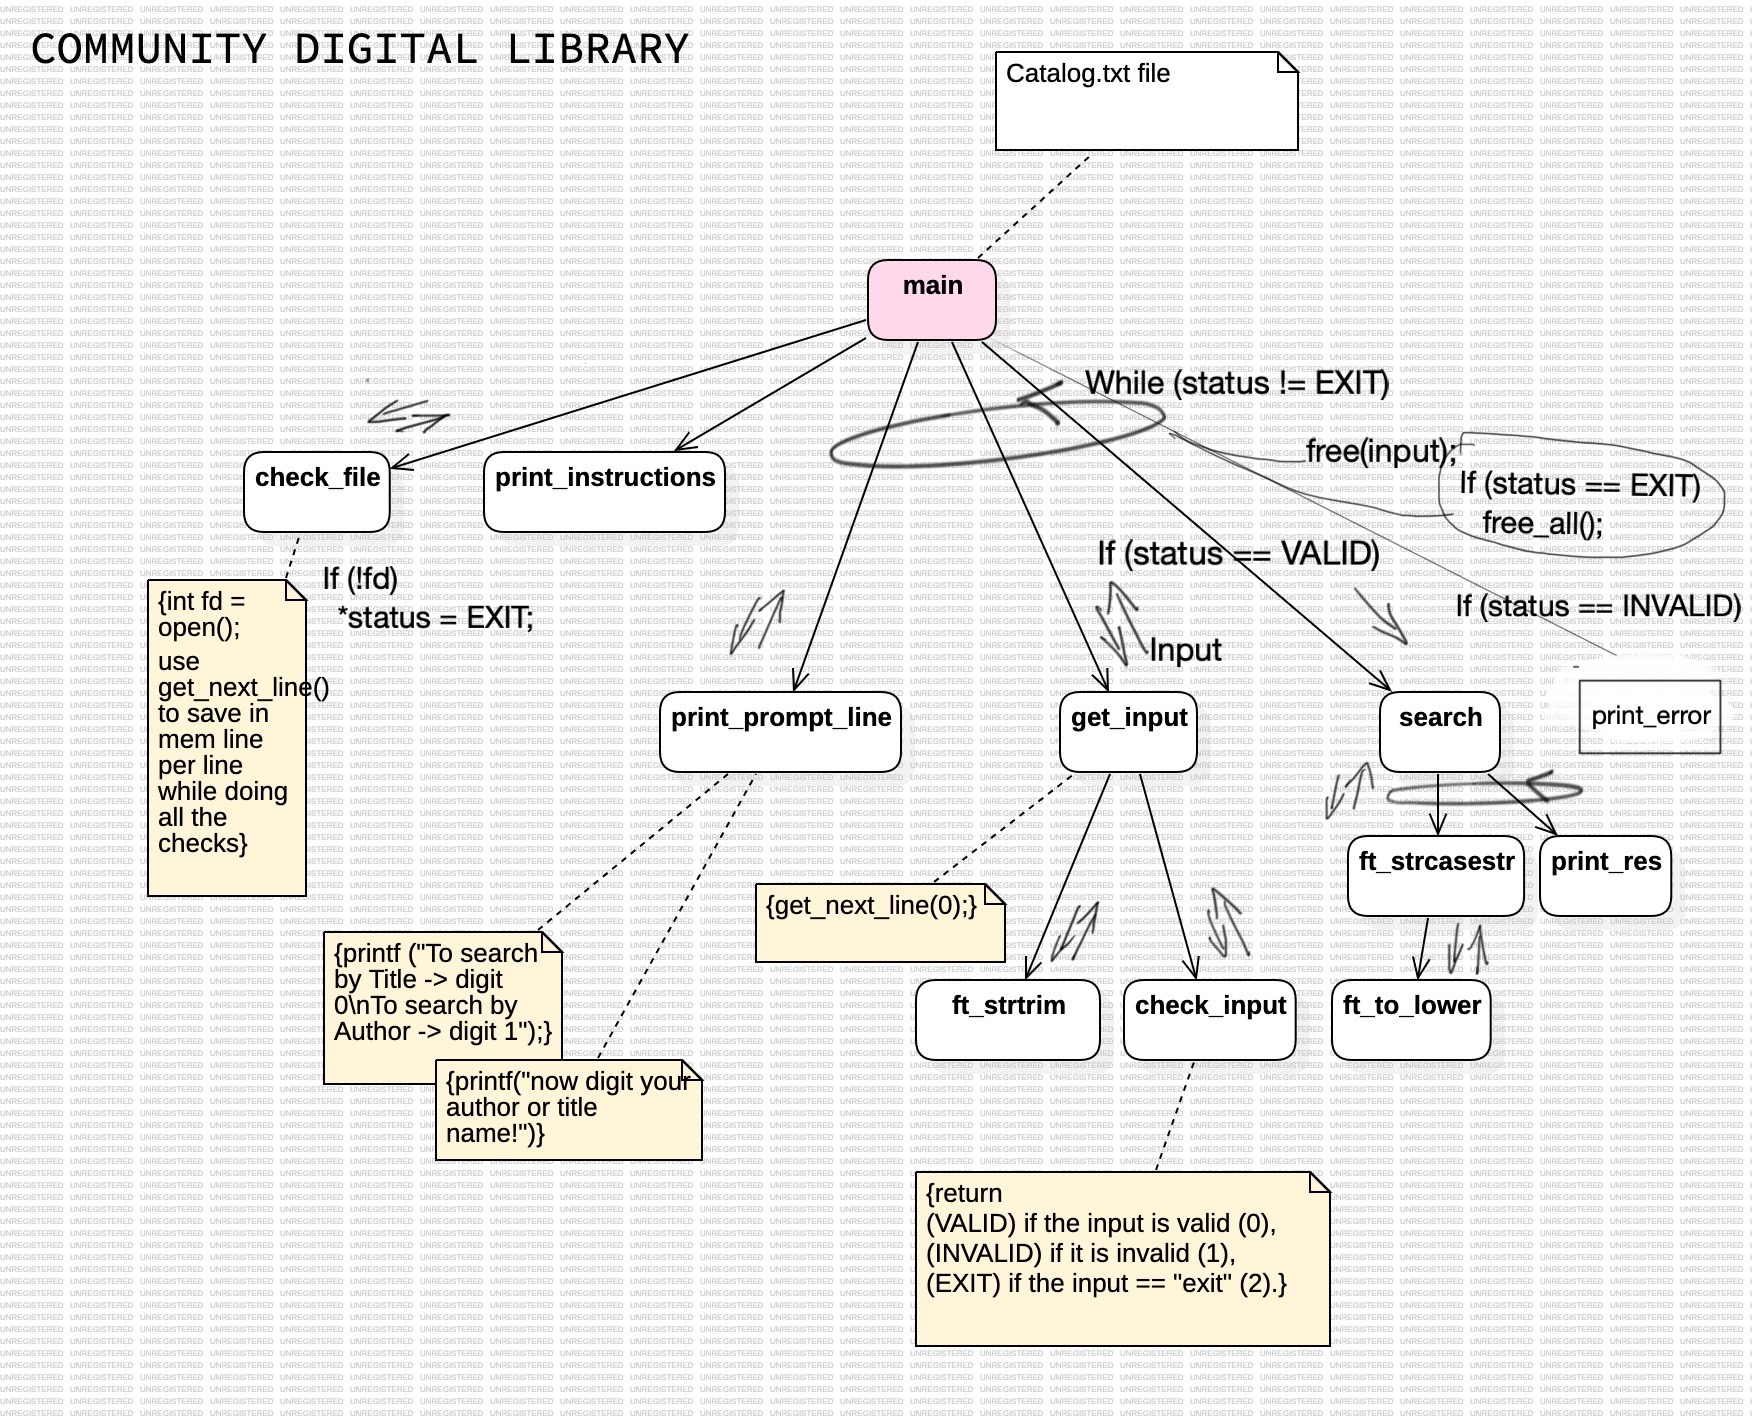 COMMUNITY DIGITAL LIBRARY
Catalog.txt file
main
While (status != EXIT)
free(input);
If (status == EXIT)
free_all();
check_file
print_instructions
If (status == VALID)
If (!fd)
*status = EXIT;
{int fd =
open();
use
get_next_line()
to save in
mem line
per line
while doing
all the
checks}
If (status == INVALID)
Input
print_prompt_line
get_input
search
print_error
ft_strcasestr
print_res
{get_next_line(0);}
{printf ("To search
by Title -> digit
0\nTo search by
Author -> digit 1");}
{printf("now digit your
author or title
name!")}
ft_strtrim
check_input
ft_to_lower
{return
(VALID) if the input is valid (0),
(INVALID) if it is invalid (1),
(EXIT) if the input == "exit" (2).}
UNREGISTERED